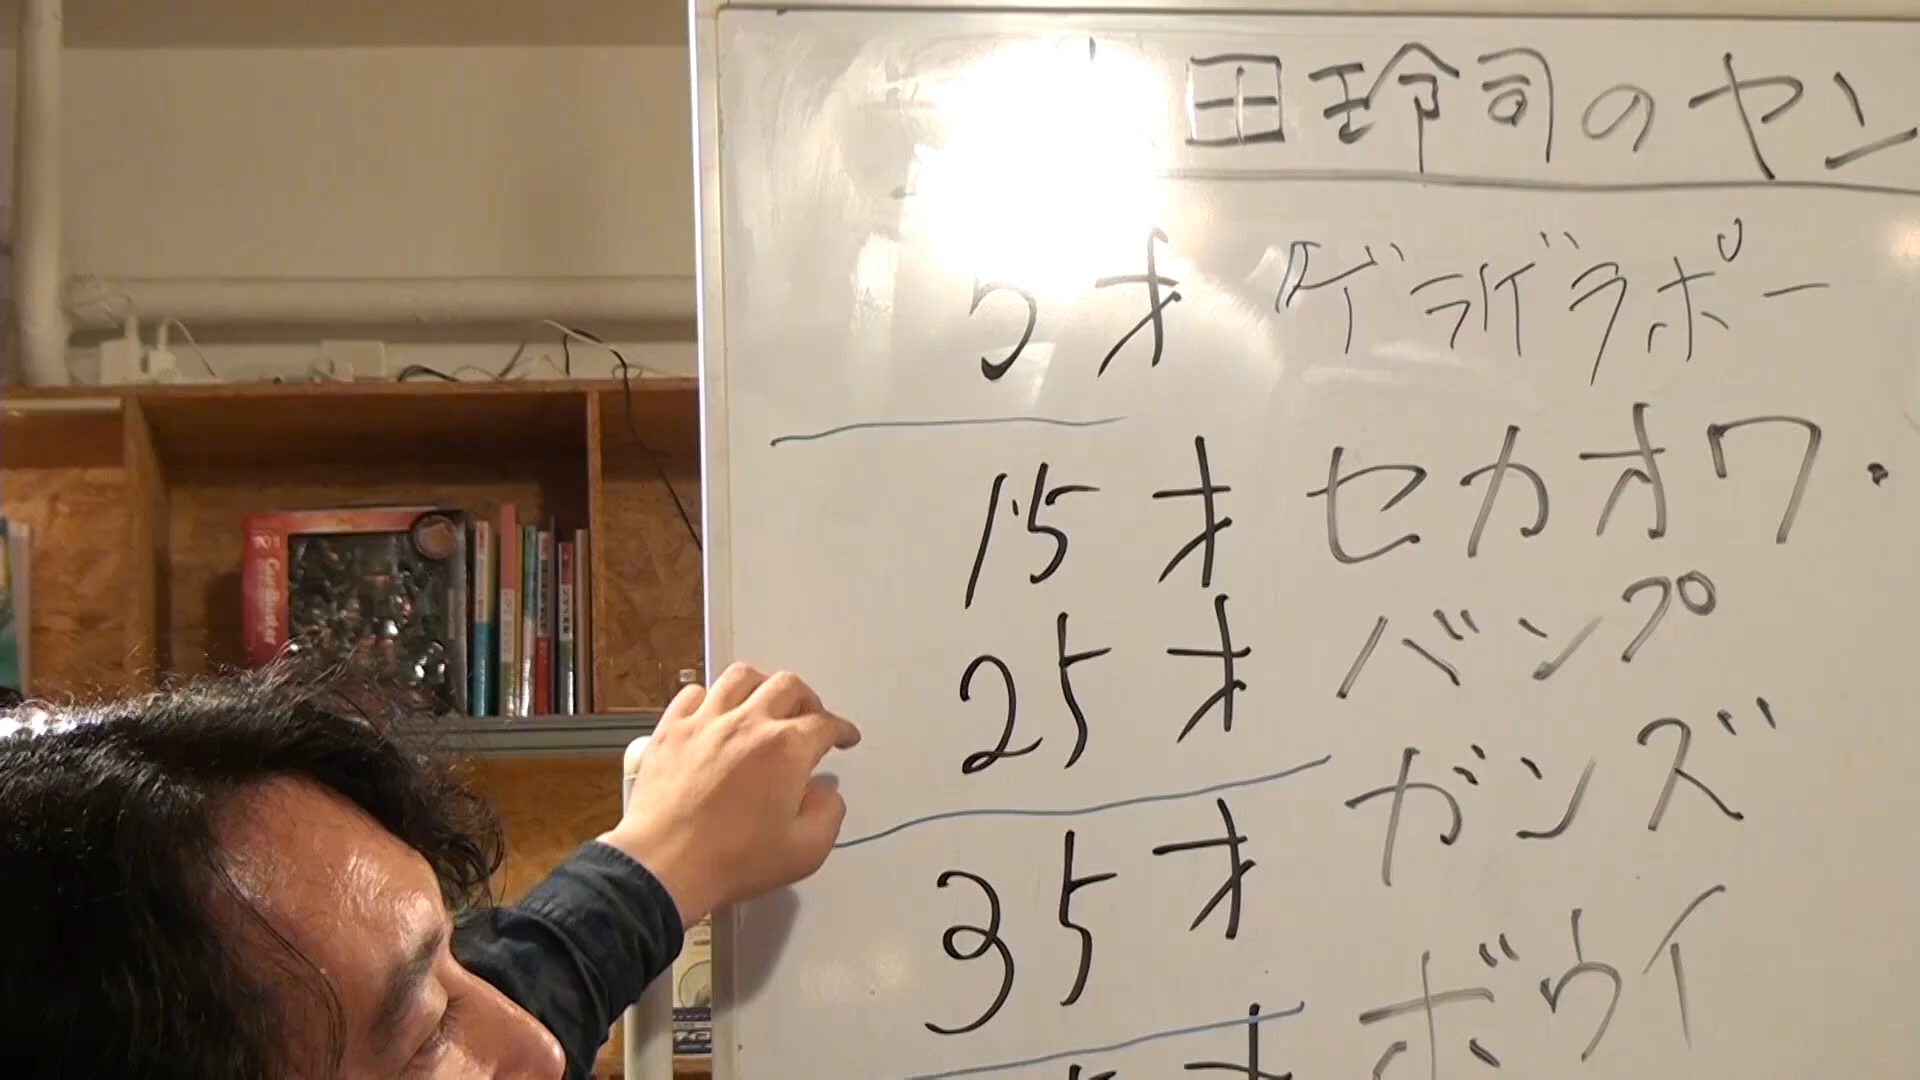 田玲司のヤン
5才 ゲラゲラポー
15才 セカオワ・
25才 バンプ
35才 ガンズ
才 ボウイ